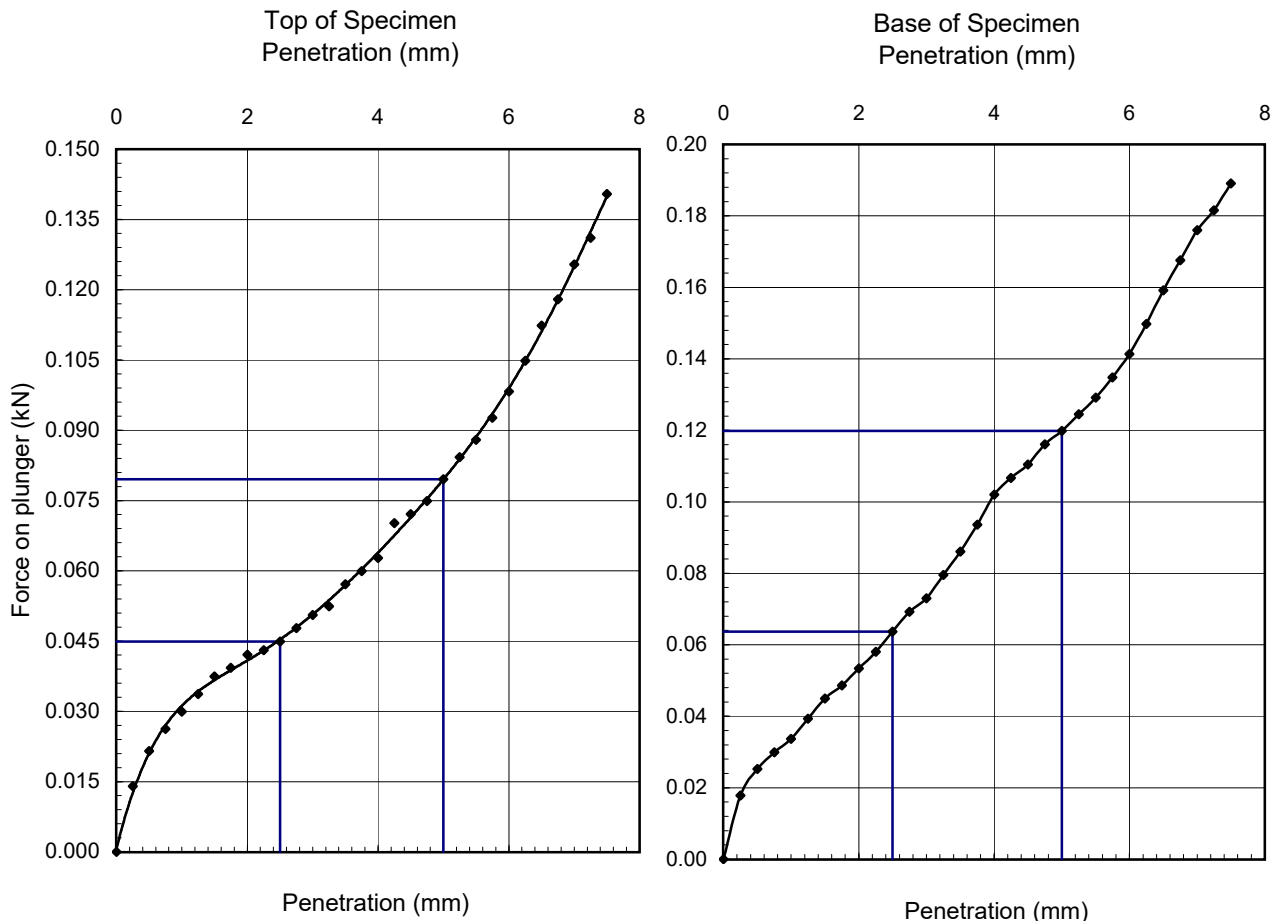 Top of Specimen
Penetration (mm)
0 2 4 6 8
0.150
0.135
0.120
0.105
0.090
0.075
0.060
0.045
0.030
0.015
0.000
Force on plunger (kN)
Penetration (mm)
Base of Specimen
Penetration (mm)
0 2 4 6 8
0.20
0.18
0.16
0.14
0.12
0.10
0.08
0.06
0.04
0.02
0.00
Penetration (mm)